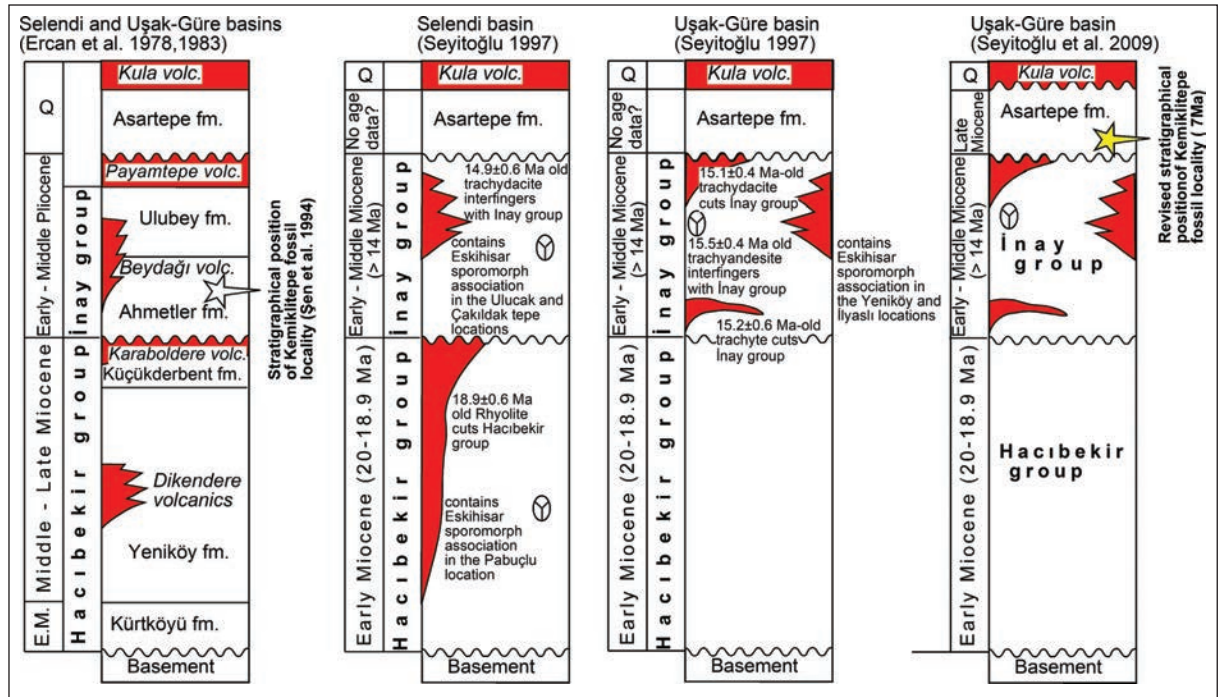 Selendi and Uşak-Güre basins
(Ercan et al. 1978,1983)
Q
Early - Middle Pliocene
Middle - Late Miocene
E.M.
İnay group
Hacıbekir group
Kula volc.
Asartepe fm.
Payamtepe volc.
Ulubey fm.
Beydağı volc.
Ahmetler fm.
Karaboldere volc.
Küçükderbent fm.
Dikendere
volcanics
Yeniköy fm.
Kürtköyü fm.
Basement
Stratigraphical position
of Kemiklitepe fossil
locality (Şen et al. 1994)
Selendi basin
(Seyitoğlu 1997)
Q
No age
data?
Early - Middle Miocene
(> 14 Ma)
Early Miocene (20-18.9 Ma)
İnay group
Hacıbekir group
Kula volc.
Asartepe fm.
14.9±0.6 Ma old
trachydacite
interfingers
with Inay group
contains
Eskihisar
sporomorph
association
in the Ulucak and
Çakıldak tepe
locations
18.9±0.6 Ma
old Rhyolite
cuts Hacıbekir
group
contains
Eskihisar
sporomorph
association
in the Pabuçlu
location
Basement
Uşak-Güre basin
(Seyitoğlu 1997)
Q
No age
data?
Early - Middle Miocene
(> 14 Ma)
Early Miocene (20-18.9 Ma)
İnay group
Hacıbekir group
Kula volc.
Asartepe fm.
15.1±0.4 Ma-old
trachydacite
cuts İnay group
15.5±0.4 Ma old
trachyandesite
interfingers
with İnay group
15.2±0.6 Ma-old
trachyte cuts
İnay group
contains
Eskihisar
sporomorph
association in
the Yeniköy and
İlyaslı locations
Basement
Uşak-Güre basin
(Seyitoğlu et al. 2009)
Q
Late
Miocene
Early - Middle Miocene
(> 14 Ma)
Early Miocene (20-18.9 Ma)
Kula volc.
Asartepe fm.
İnay
group
Hacıbekir
group
Basement
Revised stratigraphical
positionof Kemiklitepe
fossil locality ( 7Ma)